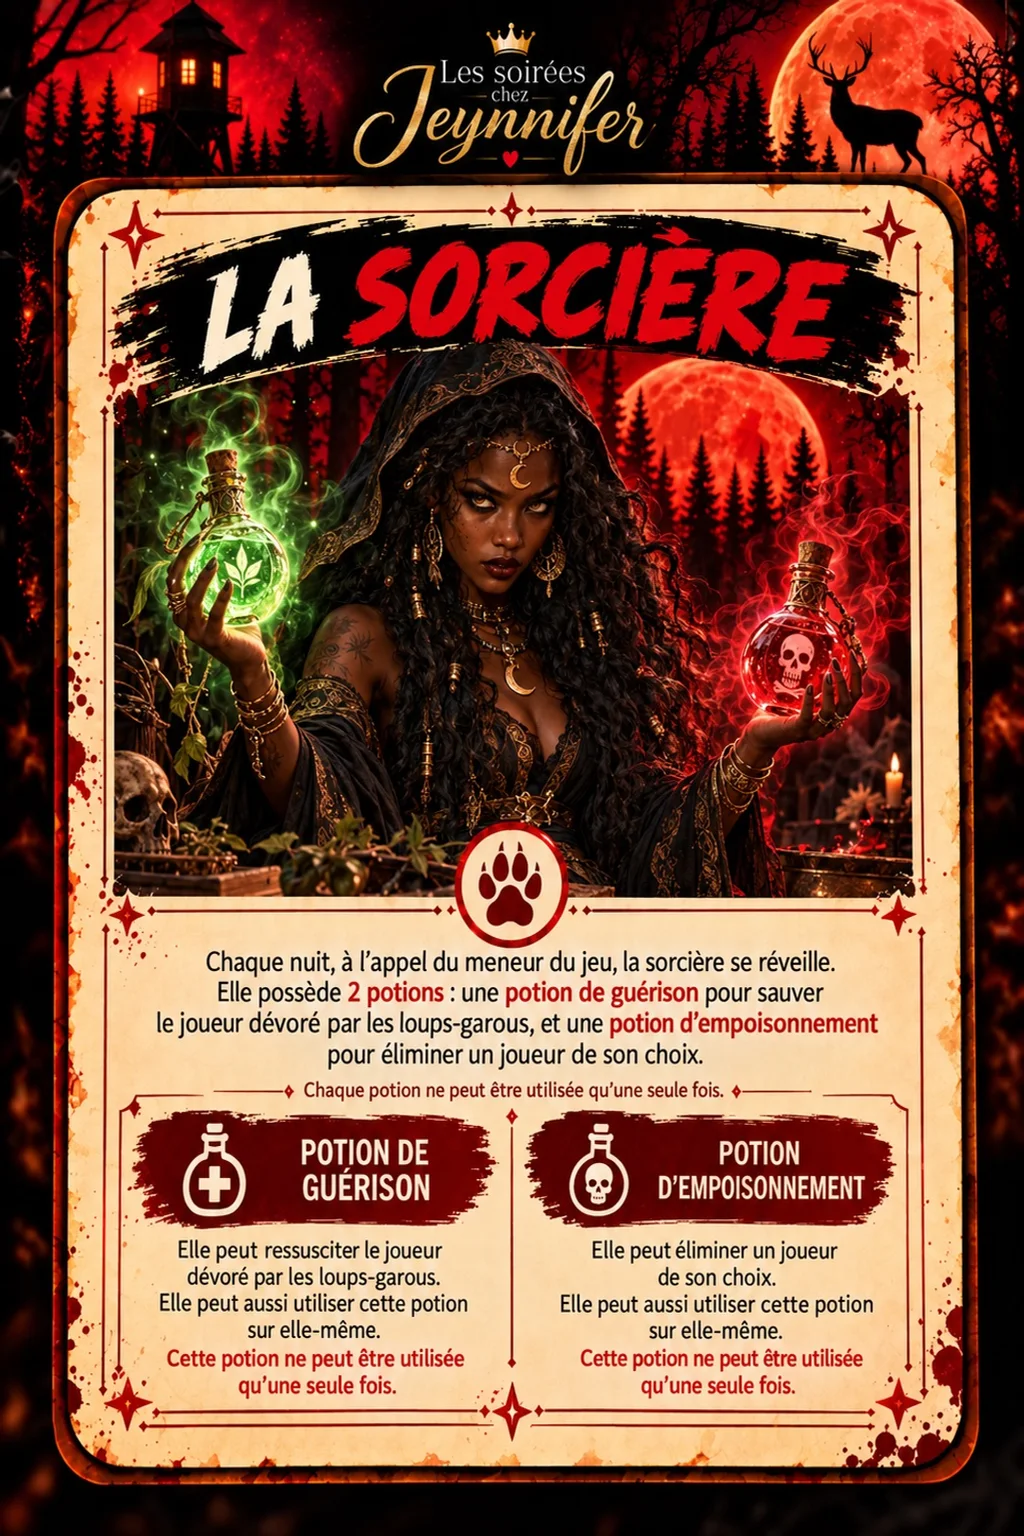 Les soirées
chez
Jeynnifer
LA SORCIÈRE
Chaque nuit, à l'appel du meneur du jeu, la sorcière se réveille.
Elle possède 2 potions : une potion de guérison pour sauver
le joueur dévoré par les loups-garous, et une potion d'empoisonnement
pour éliminer un joueur de son choix.
Chaque potion ne peut être utilisée qu'une seule fois.
POTION DE
GUÉRISON
Elle peut ressusciter le joueur
dévoré par les loups-garous.
Elle peut aussi utiliser cette potion
sur elle-même.
Cette potion ne peut être utilisée
qu'une seule fois.
POTION
D'EMPOISONNEMENT
Elle peut éliminer un joueur
de son choix.
Elle peut aussi utiliser cette potion
sur elle-même.
Cette potion ne peut être utilisée
qu'une seule fois.